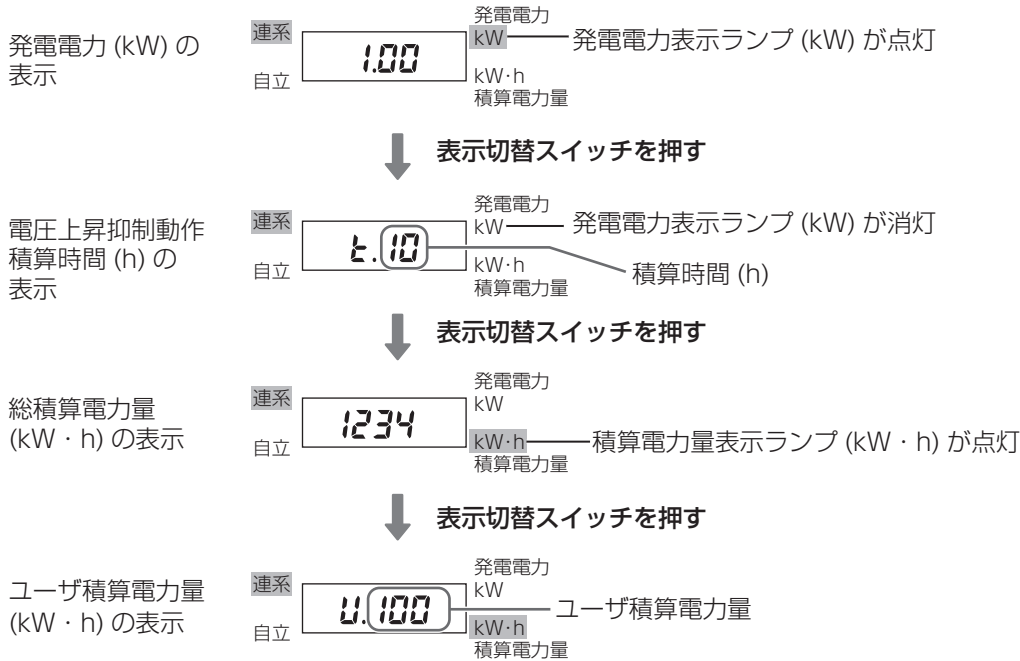 発電電力 (kW) の
表示
連系
自立
1.00
発電電力
kW
kW·h
積算電力量
発電電力表示ランプ (kW) が点灯
表示切替スイッチを押す
電圧上昇抑制動作
積算時間 (h) の
表示
連系
自立
t.10
発電電力
kW
kW·h
積算電力量
発電電力表示ランプ (kW) が消灯
積算時間 (h)
表示切替スイッチを押す
総積算電力量
(kW · h) の表示
連系
自立
1234
発電電力
kW
kW·h
積算電力量
積算電力量表示ランプ (kW · h) が点灯
表示切替スイッチを押す
ユーザ積算電力量
(kW · h) の表示
連系
自立
U.100
発電電力
kW
kW·h
積算電力量
ユーザ積算電力量